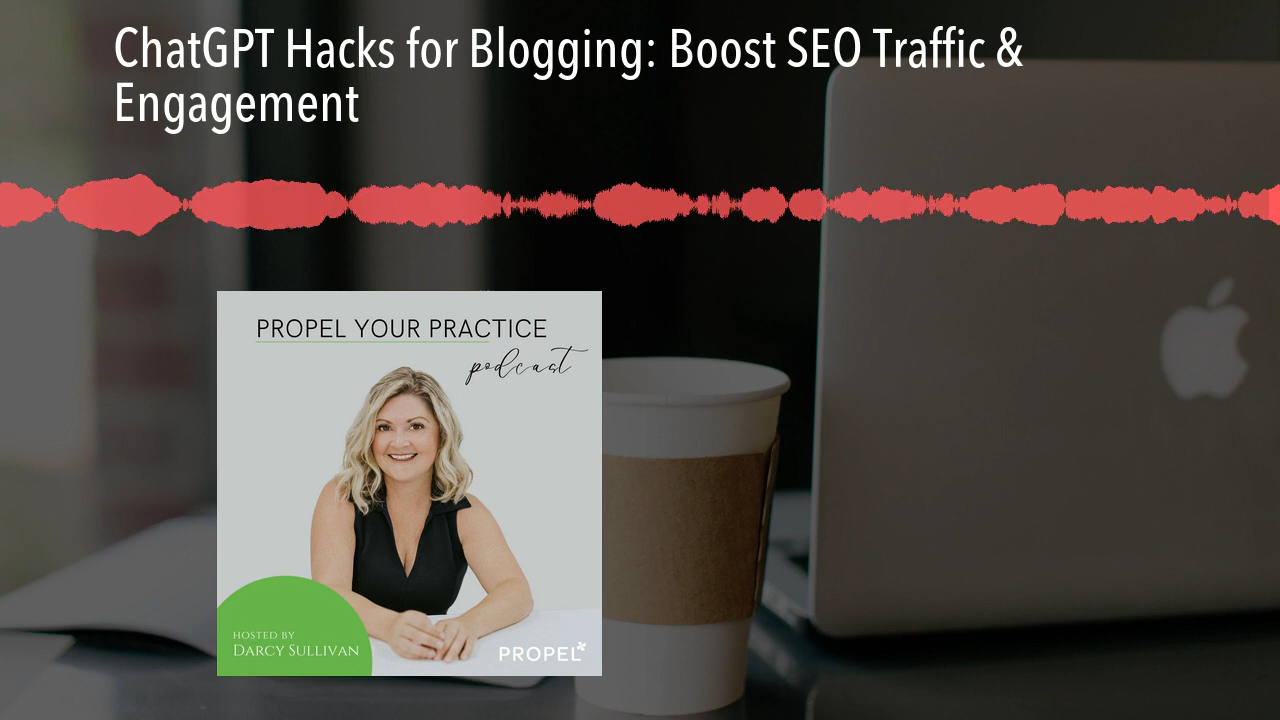 ChatGPT Hacks for Blogging: Boost SEO Traffic &
Engagement
PROPEL YOUR PRACTICE
podcast
HOSTED BY
DARCY SULLIVAN
PROPEL